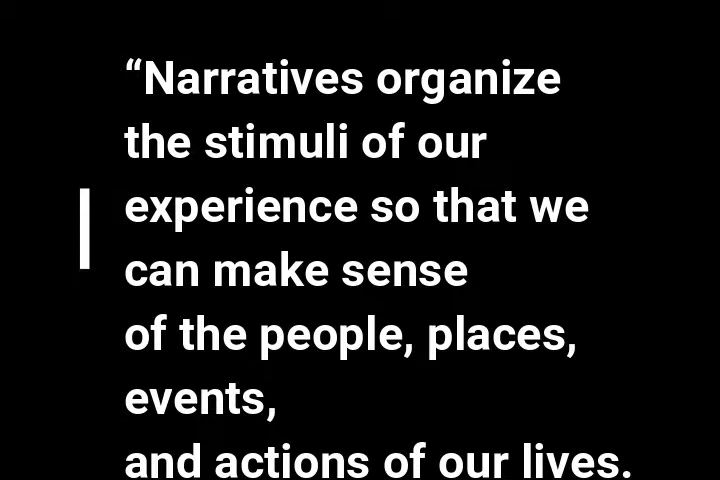 “Narratives organize
the stimuli of our
experience so that we
can make sense
of the people, places,
events,
and actions of our lives.